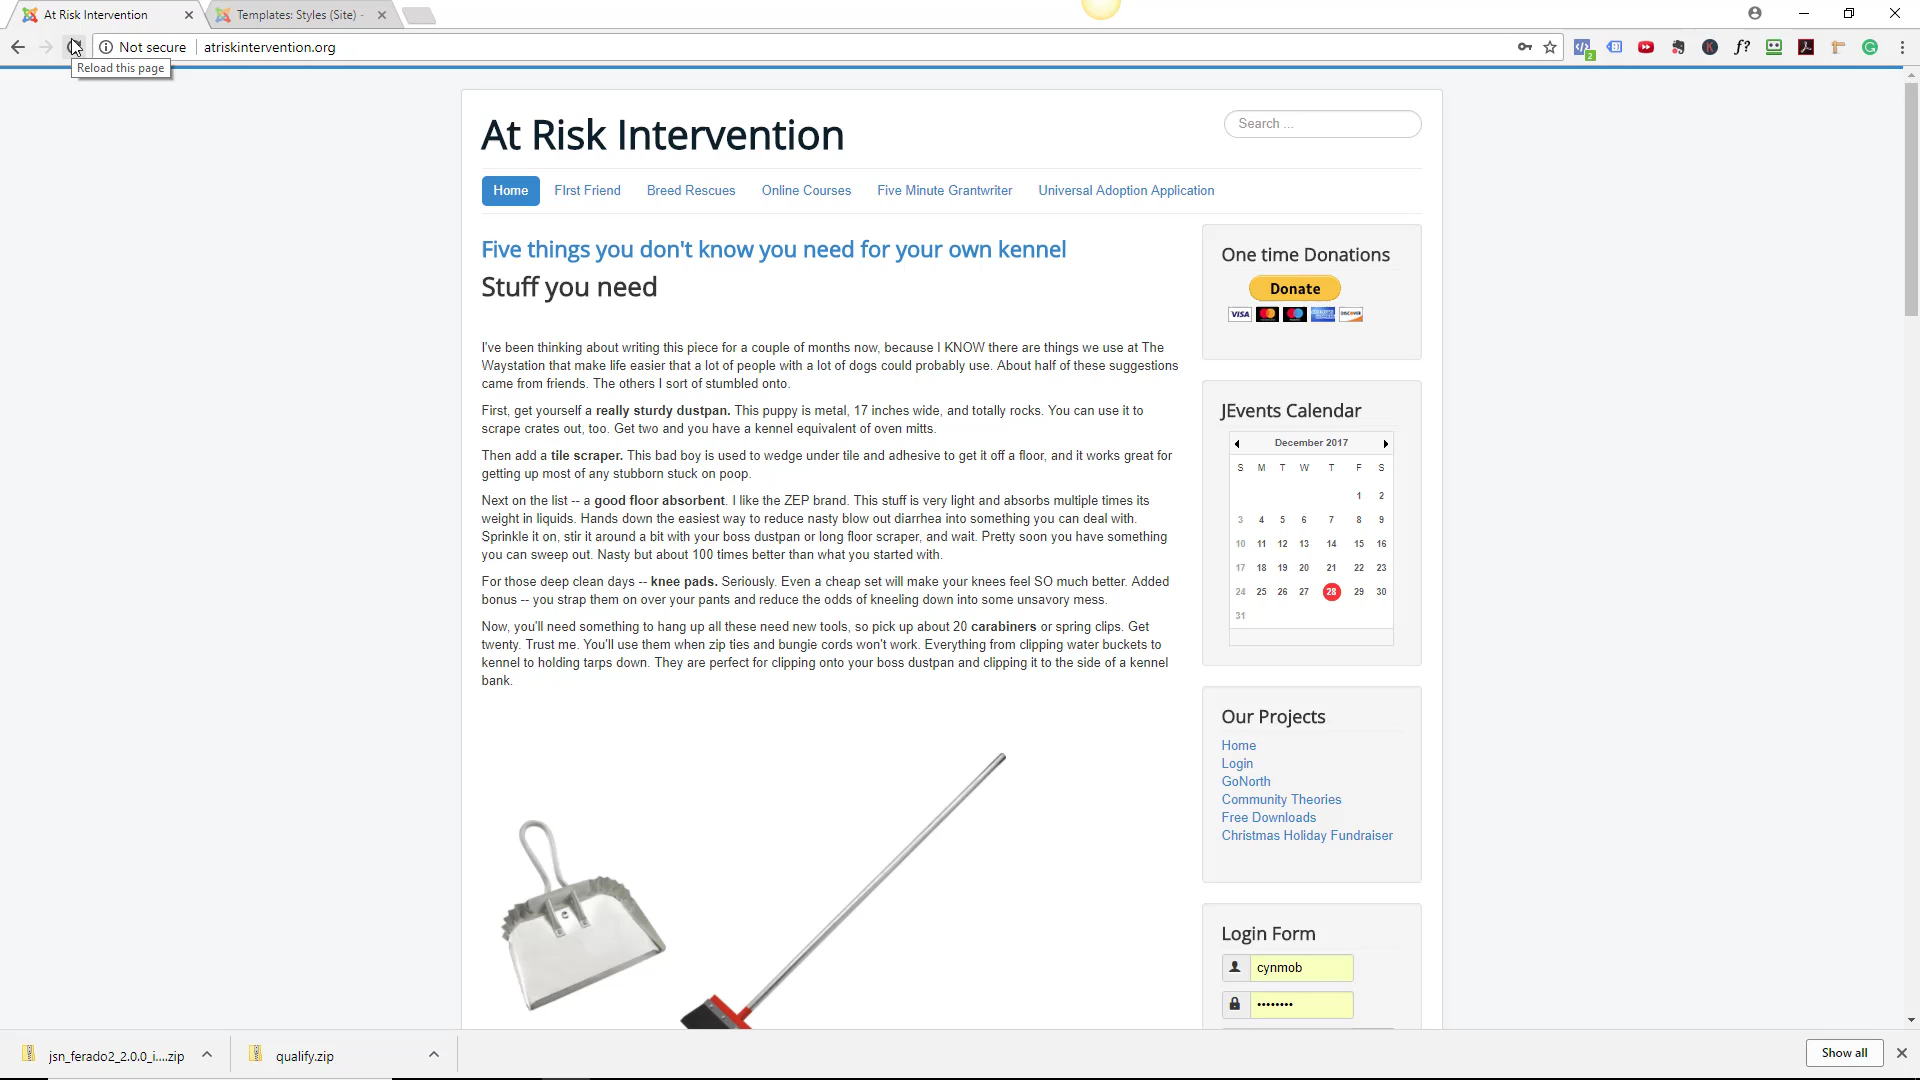 At Risk Intervention
Templates: Styles (Site) -
Not secure
atriskintervention.org
2
f?
Reload this page
At Risk Intervention
Search ...
Home
FIrst Friend
Breed Rescues
Online Courses
Five Minute Grantwriter
Universal Adoption Application
Five things you don't know you need for your own kennel
Stuff you need
I've been thinking about writing this piece for a couple of months now, because I KNOW there are things we use at The
Waystation that make life easier that a lot of people with a lot of dogs could probably use. About half of these suggestions
came from friends. The others I sort of stumbled onto.
First, get yourself a really sturdy dustpan. This puppy is metal, 17 inches wide, and totally rocks. You can use it to
scrape crates out, too. Get two and you have a kennel equivalent of oven mitts.
Then add a tile scraper. This bad boy is used to wedge under tile and adhesive to get it off a floor, and it works great for
getting up most of any stubborn stuck on poop.
Next on the list -- a good floor absorbent. I like the ZEP brand. This stuff is very light and absorbs multiple times its
weight in liquids. Hands down the easiest way to reduce nasty blow out diarrhea into something you can deal with.
Sprinkle it on, stir it around a bit with your boss dustpan or long floor scraper, and wait. Pretty soon you have something
you can sweep out. Nasty but about 100 times better than what you started with.
For those deep clean days -- knee pads. Seriously. Even a cheap set will make your knees feel SO much better. Added
bonus -- you strap them on over your pants and reduce the odds of kneeling down into some unsavory mess.
Now, you'll need something to hang up all these need new tools, so pick up about 20 carabiners or spring clips. Get
twenty. Trust me. You'll use them when zip ties and bungie cords won't work. Everything from clipping water buckets to
kennel to holding tarps down. They are perfect for clipping onto your boss dustpan and clipping it to the side of a kennel
bank.
One time Donations
Donate
VISA
DISCOVER
JEvents Calendar
December 2017
S M T W T F S
1 2
3 4 5 6 7 8 9
10 11 12 13 14 15 16
17 18 19 20 21 22 23
24 25 26 27 28 29 30
31
Our Projects
Home
Login
GoNorth
Community Theories
Free Downloads
Christmas Holiday Fundraiser
Login Form
cynmob
••••••••
jsn_ferado2_2.0.0_i....zip
qualify.zip
Show all